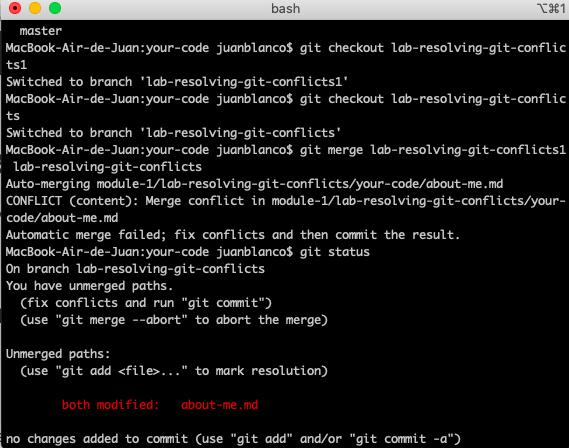 bash
⌥⌘1
master
MacBook-Air-de-Juan:your-code juanblanco$ git checkout lab-resolving-git-conflic
ts1
Switched to branch 'lab-resolving-git-conflicts1'
MacBook-Air-de-Juan:your-code juanblanco$ git checkout lab-resolving-git-conflic
ts
Switched to branch 'lab-resolving-git-conflicts'
MacBook-Air-de-Juan:your-code juanblanco$ git merge lab-resolving-git-conflicts1
 lab-resolving-git-conflicts
Auto-merging module-1/lab-resolving-git-conflicts/your-code/about-me.md
CONFLICT (content): Merge conflict in module-1/lab-resolving-git-conflicts/your-
code/about-me.md
Automatic merge failed; fix conflicts and then commit the result.
MacBook-Air-de-Juan:your-code juanblanco$ git status
On branch lab-resolving-git-conflicts
You have unmerged paths.
  (fix conflicts and run "git commit")
  (use "git merge --abort" to abort the merge)
Unmerged paths:
  (use "git add <file>..." to mark resolution)
both modified:   about-me.md
no changes added to commit (use "git add" and/or "git commit -a")